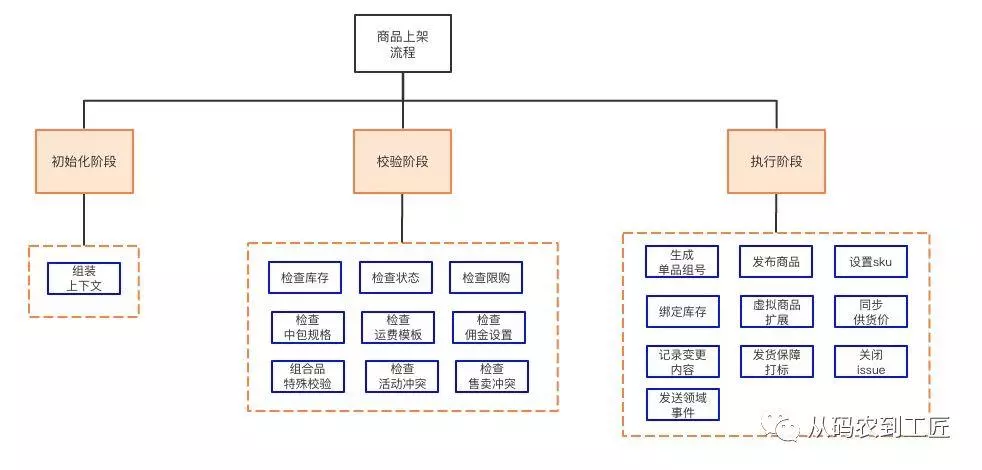 商品上架
流程
初始化阶段
校验阶段
执行阶段
组装
上下文
检查库存
检查状态
检查限购
检查
中包规格
检查
运费模板
检查
佣金设置
组合品
特殊校验
检查
活动冲突
检查
售卖冲突
生成
单品组号
发布商品
设置sku
绑定库存
虚拟商品
扩展
同步
供货价
记录变更
内容
发货保障
打标
关闭
issue
发送领域
事件
从码农到工匠